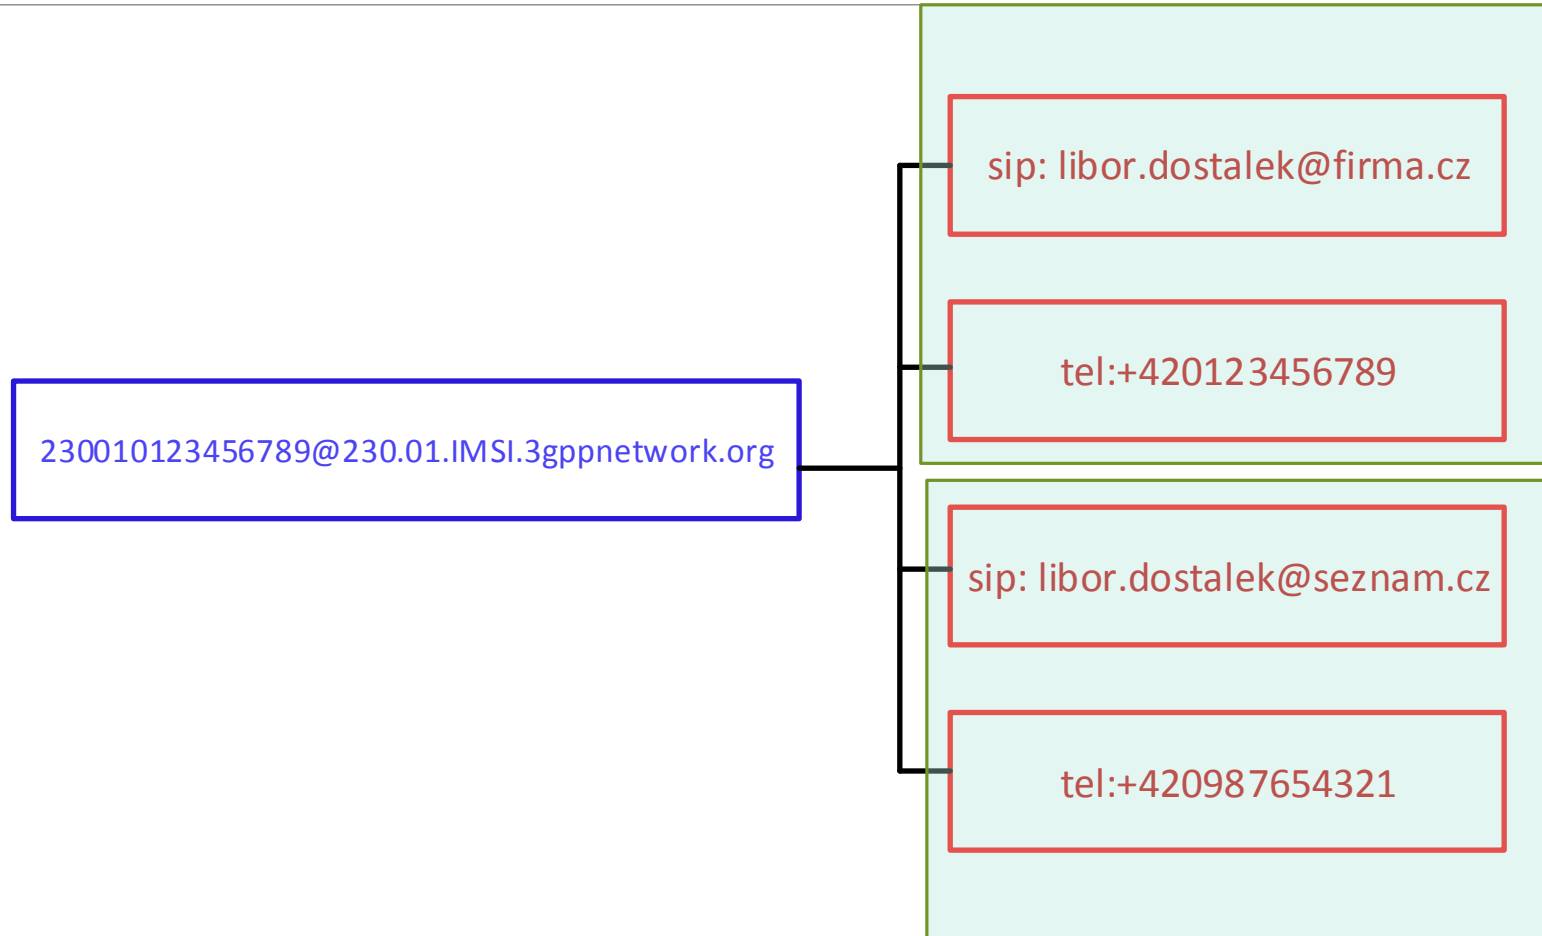 sip: libor.dostalek@firma.cz
tel:+420123456789
230010123456789@230.01.IMSI.3gppnetwork.org
sip: libor.dostalek@seznam.cz
tel:+420987654321